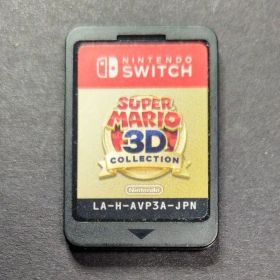 NINTENDO
SWITCH
SUPER
MARIO
3D
COLLECTION
Nintendo
LA-H-AVP3A-JPN